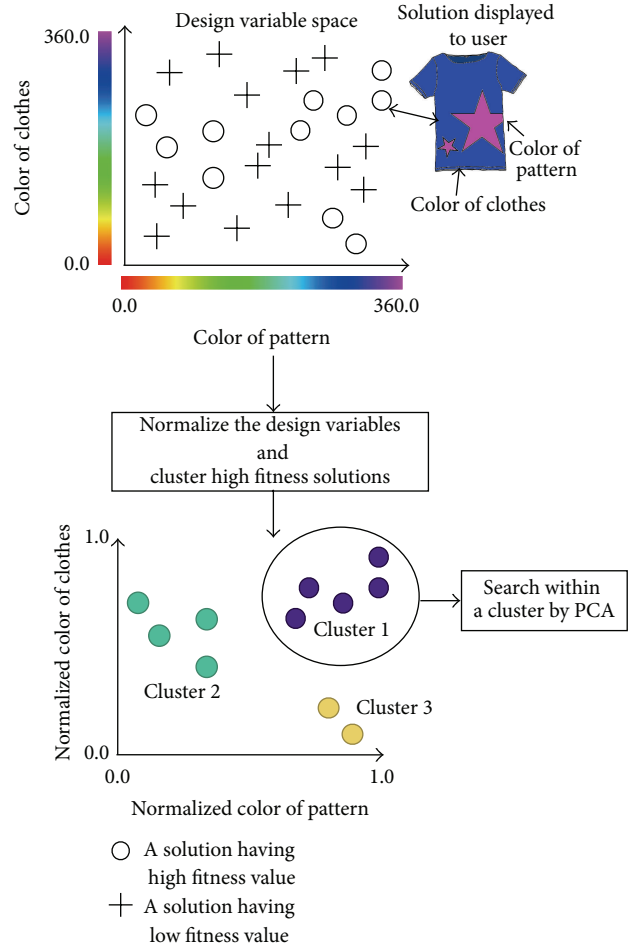 Design variable space
Solution displayed
to user
360.0
Color of clothes
0.0
Color of
pattern
Color of clothes
0.0
360.0
Color of pattern
Normalize the design variables
and
cluster high fitness solutions
1.0
Normalized color of clothes
Cluster 1
Search within
a cluster by PCA
Cluster 2
Cluster 3
0.0
0.0
1.0
Normalized color of pattern
A solution having
high fitness value
A solution having
low fitness value